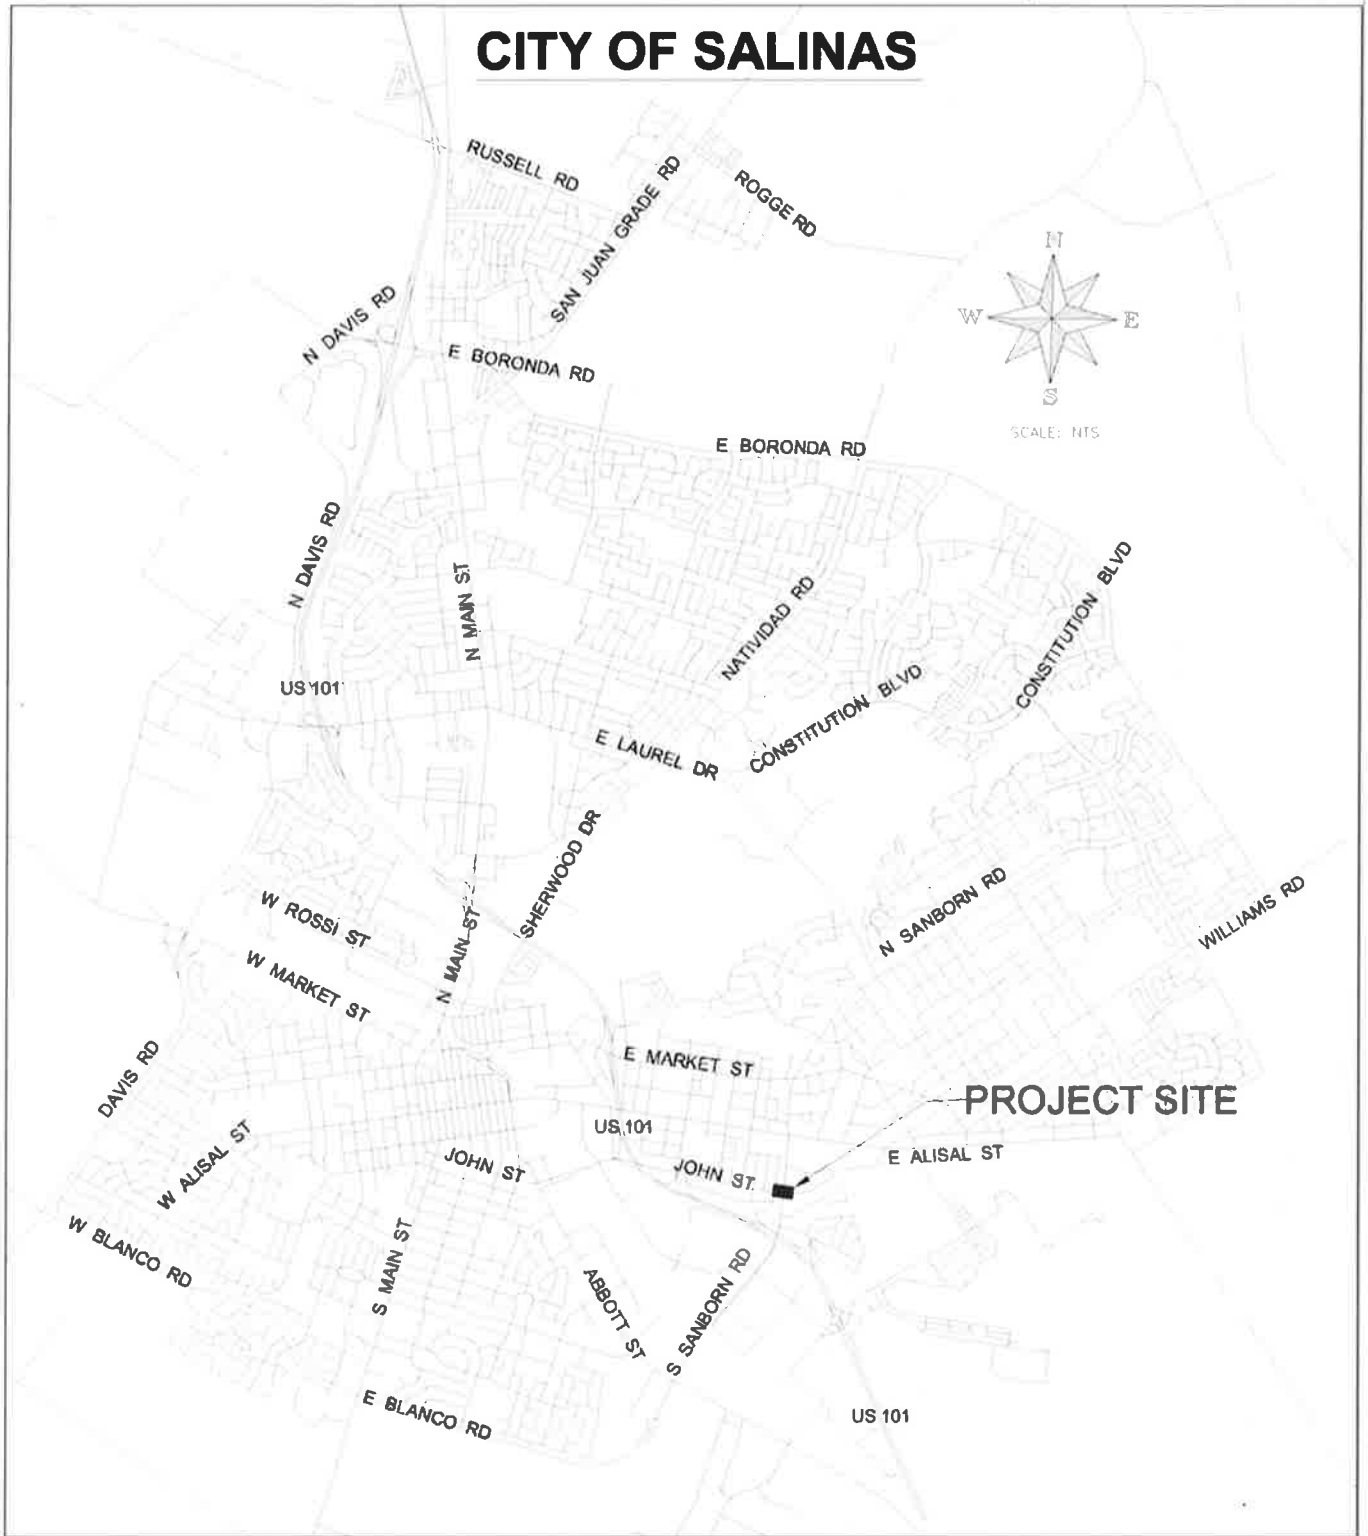 CITY OF SALINAS
RUSSELL RD
SAN JUAN GRADE RD
ROGGE RD
N
W
E
S
SCALE: NTS
N DAVIS RD
E BORONDA RD
E BORONDA RD
N DAVIS RD
N MAIN ST
NATIVIDAD RD
CONSTITUTION BLVD
US 101
CONSTITUTION BLVD
E LAUREL DR
SHERWOOD DR
N SANBORN RD
WILLIAMS RD
W ROSSI ST
N MAIN ST
W MARKET ST
E MARKET ST
DAVIS RD
PROJECT SITE
US 101
W ALISAL ST
JOHN ST
JOHN ST.
E ALISAL ST
W BLANCO RD
S MAIN ST
ABBOTT ST
S SANBORN RD
E BLANCO RD
US 101